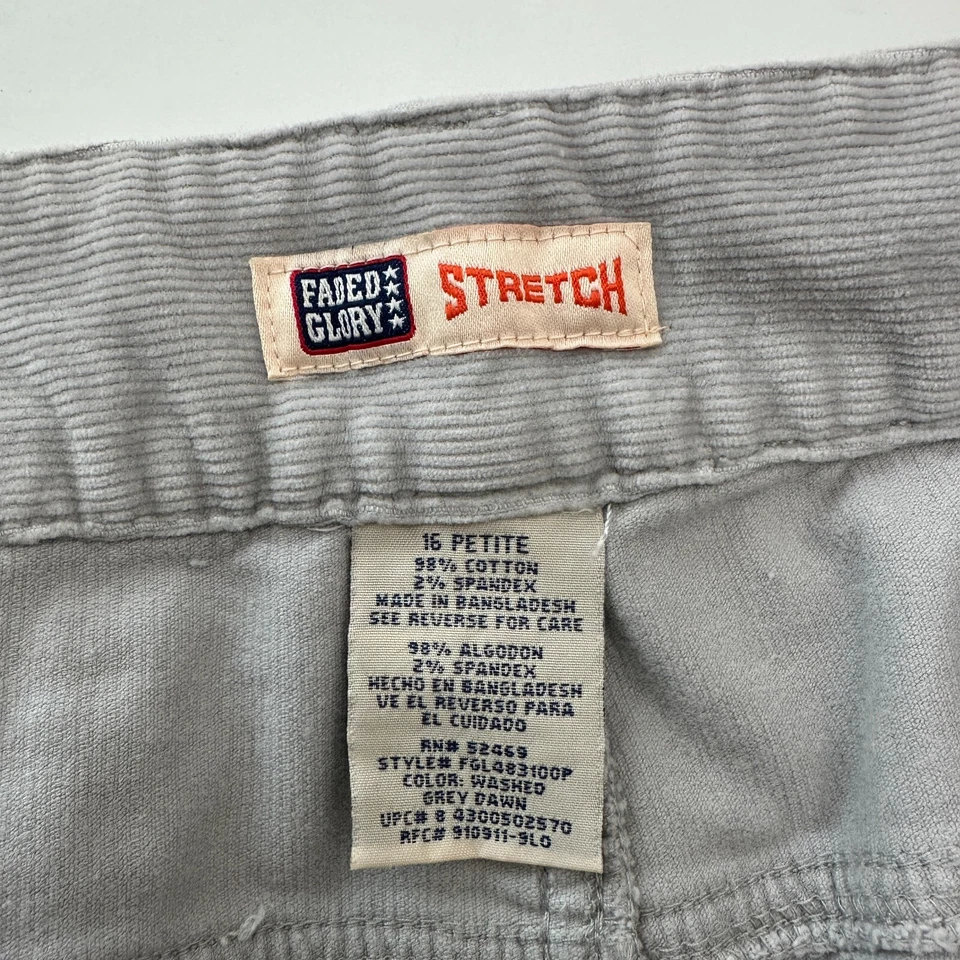 FADED
GLORY
STRETCH
16 PETITE
98% COTTON
2% SPANDEX
MADE IN BANGLADESH
SEE REVERSE FOR CARE
98% ALGODON
2% SPANDEX
HECHO EN BANGLADESH
VE EL REVERSO PARA
EL CUIDADO
RN# 52469
STYLE# FGL483100P
COLOR: WASHED
GREY DAWN
UPC# 8 4300502570
RFC# 910911-9L0